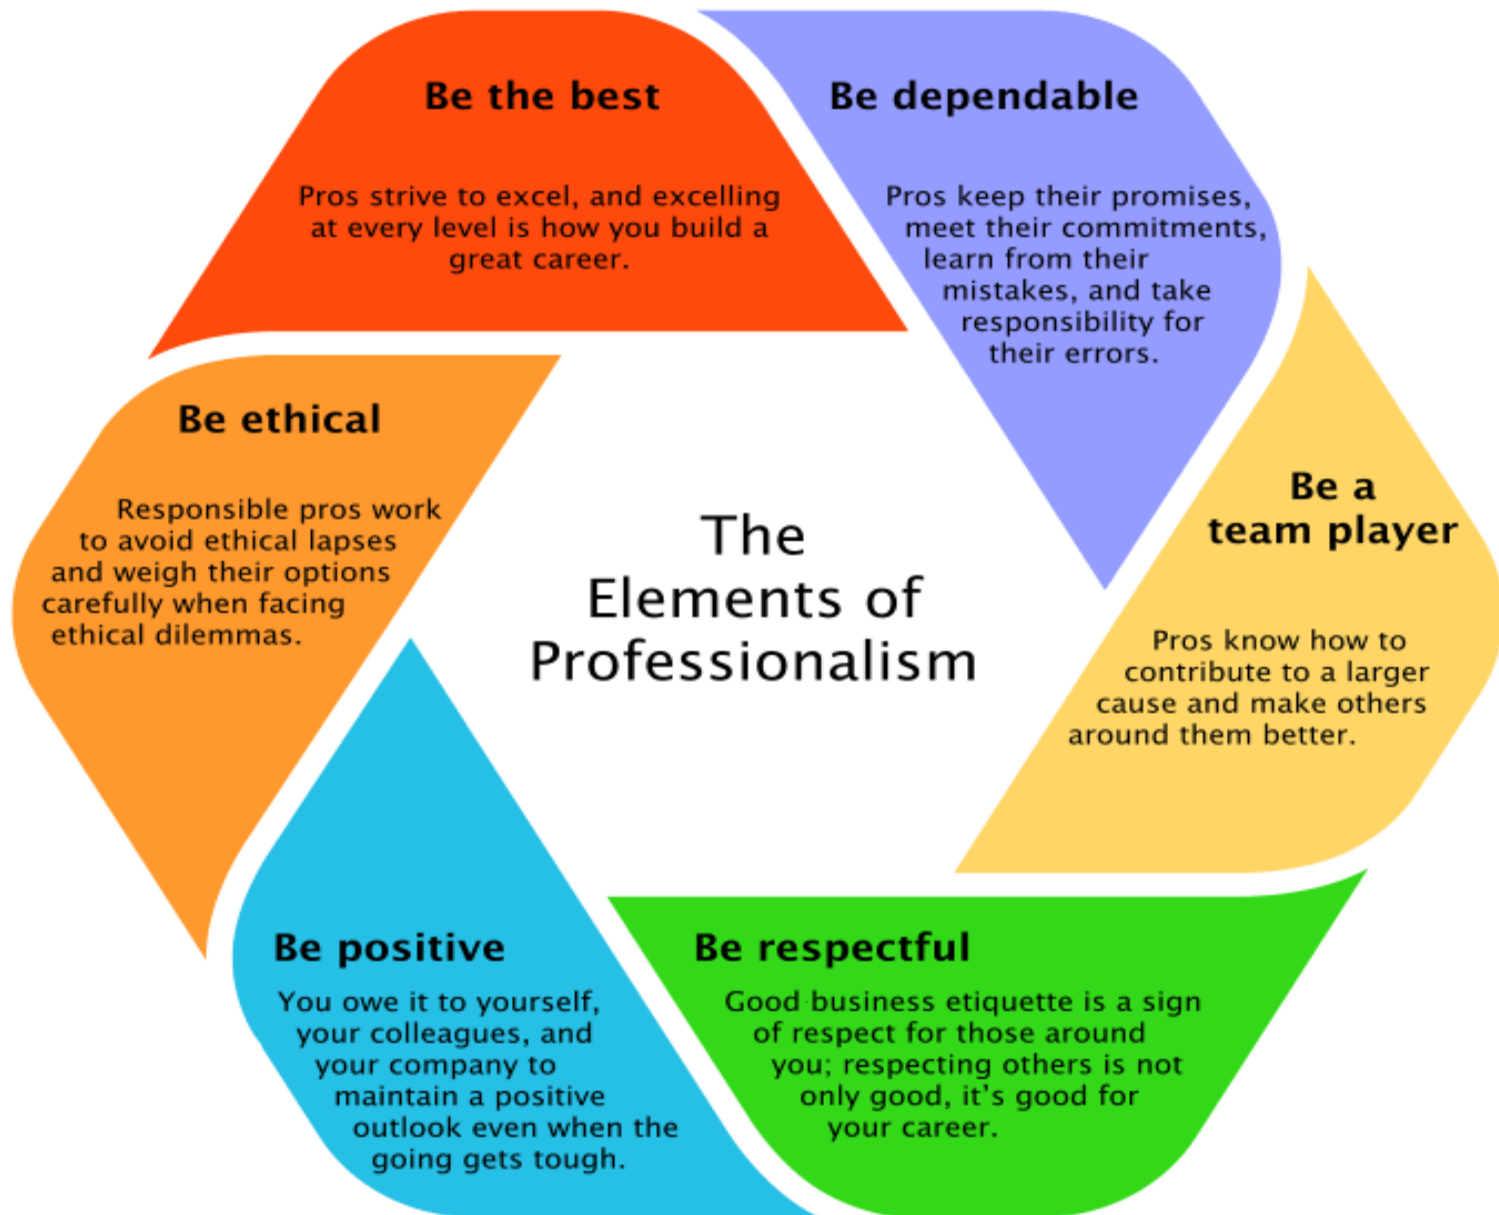 Be the best
Pros strive to excel, and excelling
at every level is how you build a
great career.
Be dependable
Pros keep their promises,
meet their commitments,
learn from their
mistakes, and take
responsibility for
their errors.
Be a
team player
Pros know how to
contribute to a larger
cause and make others
around them better.
Be respectful
Good business etiquette is a sign
of respect for those around
you; respecting others is not
only good, it’s good for
your career.
Be positive
You owe it to yourself,
your colleagues, and
your company to
maintain a positive
outlook even when the
going gets tough.
Be ethical
Responsible pros work
to avoid ethical lapses
and weigh their options
carefully when facing
ethical dilemmas.
The
Elements of
Professionalism